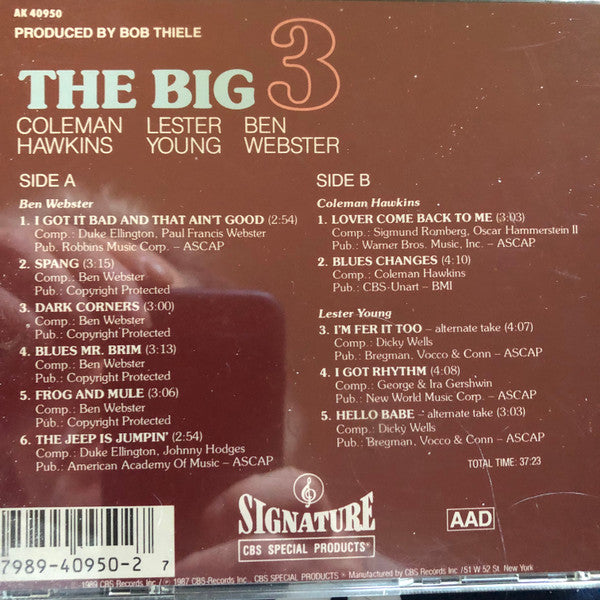 AK 40950
PRODUCED BY BOB THIELE
THE BIG 3
COLEMAN HAWKINS
LESTER YOUNG
BEN WEBSTER
SIDE A
Ben Webster
1. I GOT IT BAD AND THAT AIN'T GOOD (2:54)
Comp.: Duke Ellington, Paul Francis Webster
Pub. Robbins Music Corp. – ASCAP
2. SPANG (3:15)
Comp.: Ben Webster
Pub.: Copyright Protected
3. DARK CORNERS (3:00)
Comp.: Ben Webster
Pub.: Copyright Protected
4. BLUES MR. BRIM (3:13)
Comp.: Ben Webster
Pub.: Copyright Protected
5. FROG AND MULE (3:06)
Comp.: Ben Webster
Pub.: Copyright Protected
6. THE JEEP IS JUMPIN' (2:54)
Comp.: Duke Ellington, Johnny Hodges
Pub.: American Academy Of Music – ASCAP
SIDE B
Coleman Hawkins
1. LOVER COME BACK TO ME (3:03)
Comp.: Sigmund Romberg, Oscar Hammerstein II
Pub.: Warner Bros. Music, Inc. – ASCAP
2. BLUES CHANGES (4:10)
Comp.: Coleman Hawkins
Pub.: CBS-Unart – BMI
Lester Young
3. I'M FER IT TOO – alternate take (4:07)
Comp.: Dicky Wells
Pub.: Bregman, Vocco & Conn – ASCAP
4. I GOT RHYTHM (4:08)
Comp.: George & Ira Gershwin
Pub.: New World Music Corp. – ASCAP
5. HELLO BABE – alternate take (3:03)
Comp.: Dicky Wells
Pub.: Bregman, Vocco & Conn – ASCAP
TOTAL TIME: 37:23
SIGNATURE
CBS SPECIAL PRODUCTS®
AAD
7989-40950-2 7
1989 CBS Records Inc. / ℗ 1987 CBS Records Inc. CBS SPECIAL PRODUCTS • Manufactured by CBS Records Inc. / 51 W 52 St. New York